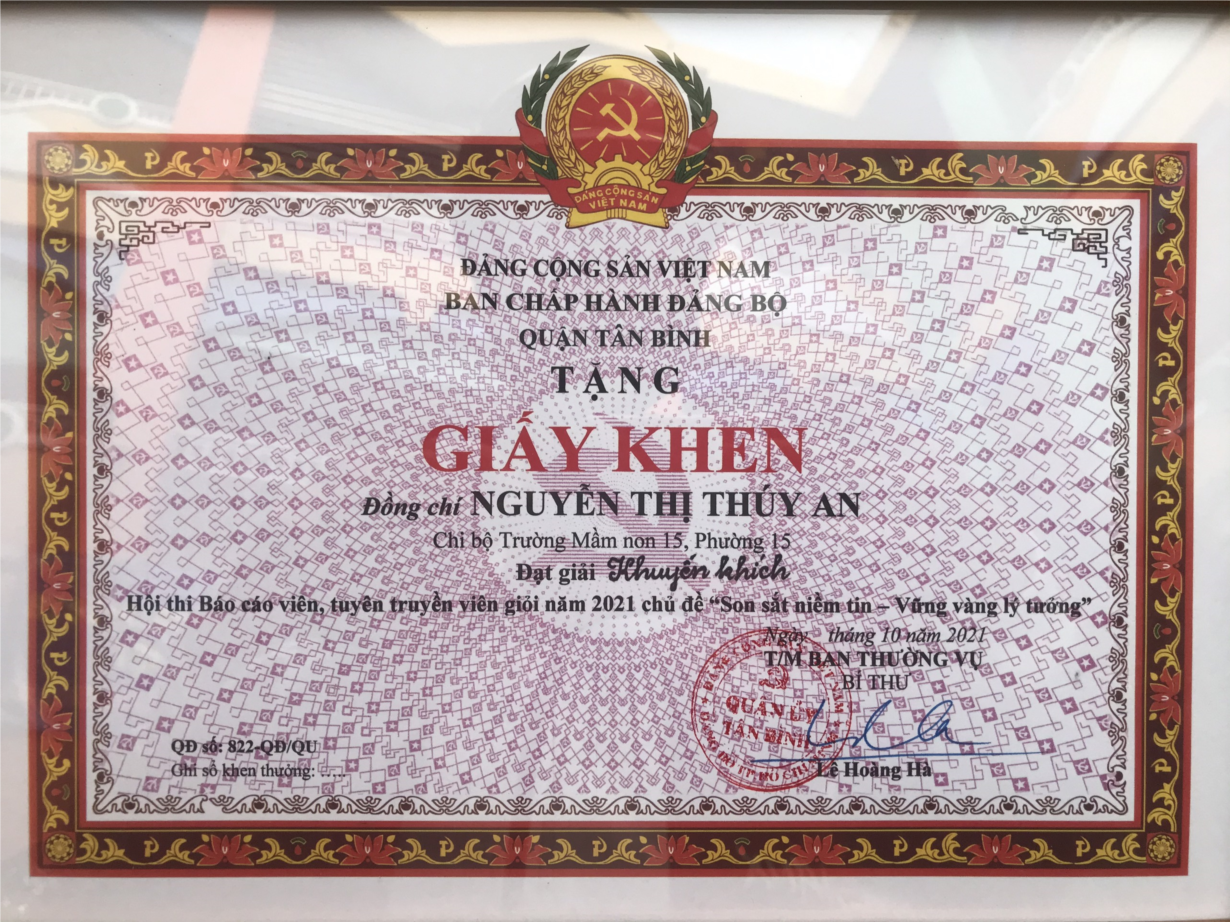 ĐẢNG CỘNG SẢN
VIỆT NAM
ĐẢNG CỘNG SẢN VIỆT NAM
BAN CHẤP HÀNH ĐẢNG BỘ
QUẬN TÂN BÌNH
TẶNG
GIẤY KHEN
Đồng chí NGUYỄN THỊ THÚY AN
Chi bộ Trường Mầm non 15, Phường 15
Đạt giải Khuyến khích
Hội thi Báo cáo viên, tuyên truyền viên giỏi năm 2021 chủ đề “Son sắt niềm tin – Vững vàng lý tưởng”
Ngày tháng 10 năm 2021
T/M BAN THƯỜNG VỤ
BÍ THƯ
QUẬN ỦY
TÂN BÌNH
QĐ số: 822-QĐ/QU
Ghi sổ khen thưởng: ......
Lê Hoàng Hà